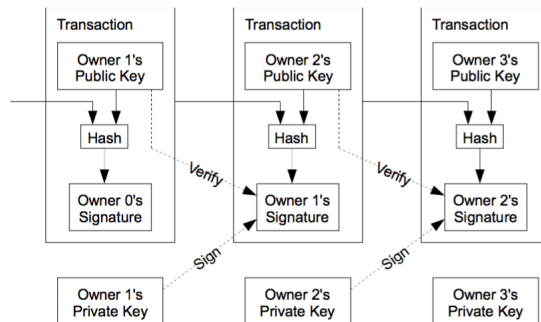 Transaction
Owner 1's
Public Key
Hash
Owner 0's
Signature
Transaction
Owner 2's
Public Key
Hash
Verify
Owner 1's
Signature
Transaction
Owner 3's
Public Key
Hash
Verify
Owner 2's
Signature
Sign
Sign
Owner 1's
Private Key
Owner 2's
Private Key
Owner 3's
Private Key